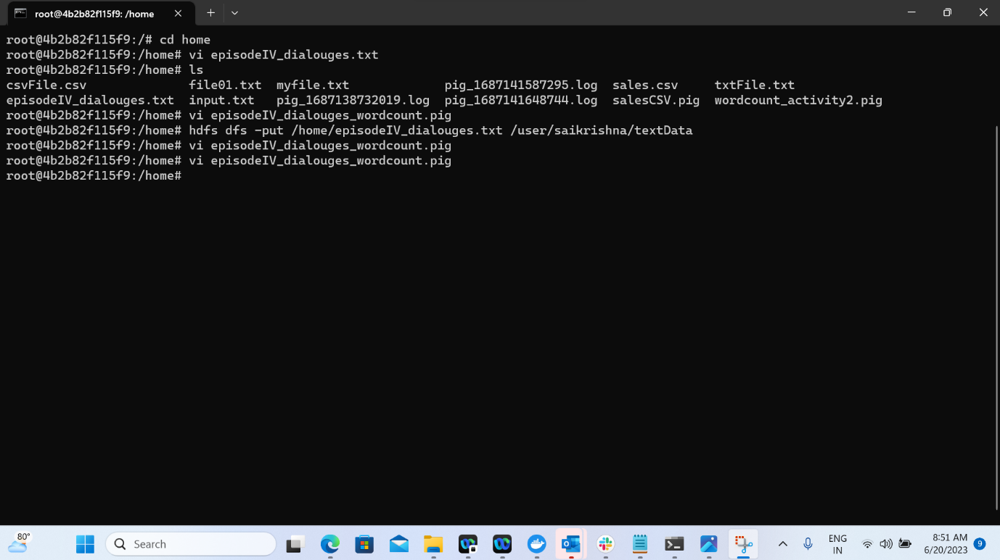 root@4b2b82f115f9: /home
root@4b2b82f115f9:/# cd home
root@4b2b82f115f9:/home# vi episodeIV_dialouges.txt
root@4b2b82f115f9:/home# ls
csvFile.csv file01.txt myfile.txt pig_1687141587295.log sales.csv txtFile.txt
episodeIV_dialouges.txt input.txt pig_1687138732019.log pig_1687141648744.log salesCSV.pig wordcount_activity2.pig
root@4b2b82f115f9:/home# vi episodeIV_dialouges_wordcount.pig
root@4b2b82f115f9:/home# hdfs dfs -put /home/episodeIV_dialouges.txt /user/saikrishna/textData
root@4b2b82f115f9:/home# vi episodeIV_dialouges_wordcount.pig
root@4b2b82f115f9:/home# vi episodeIV_dialouges_wordcount.pig
root@4b2b82f115f9:/home#
80°
Search
ENG
IN
8:51 AM
6/20/2023
9